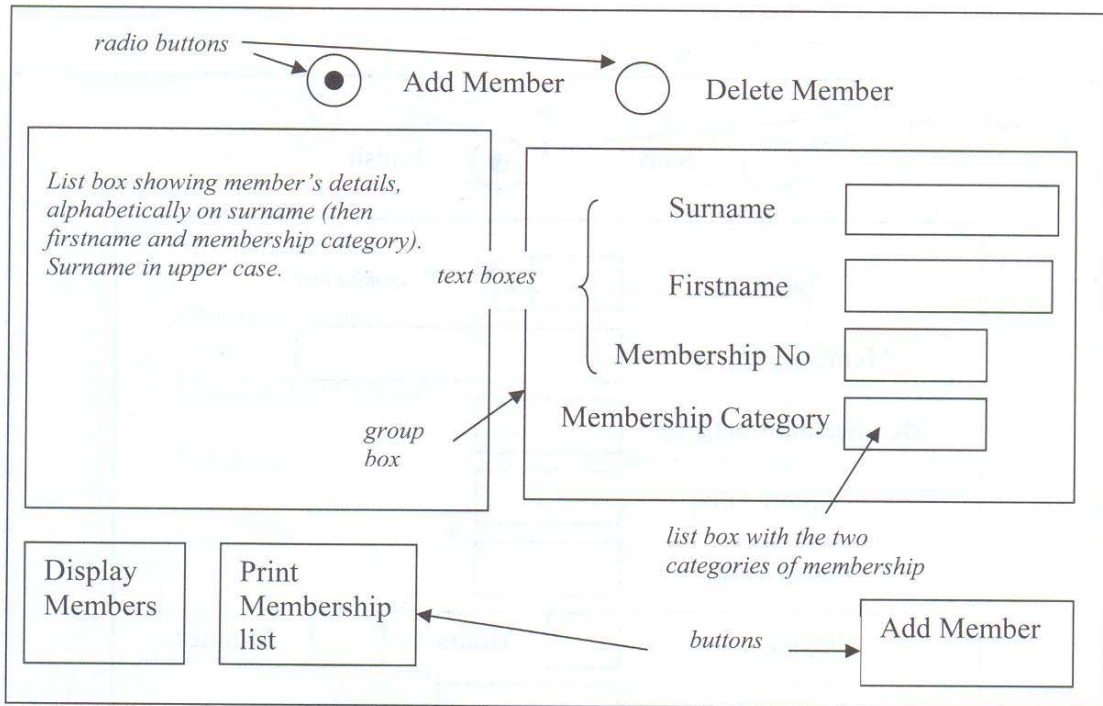 radio buttons
Add Member
Delete Member
List box showing member's details,
alphabetically on surname (then
firstname and membership category).
Surname in upper case.
text boxes
Surname
Firstname
Membership No
Membership Category
group
box
list box with the two
categories of membership
Display
Members
Print
Membership
list
buttons
Add Member